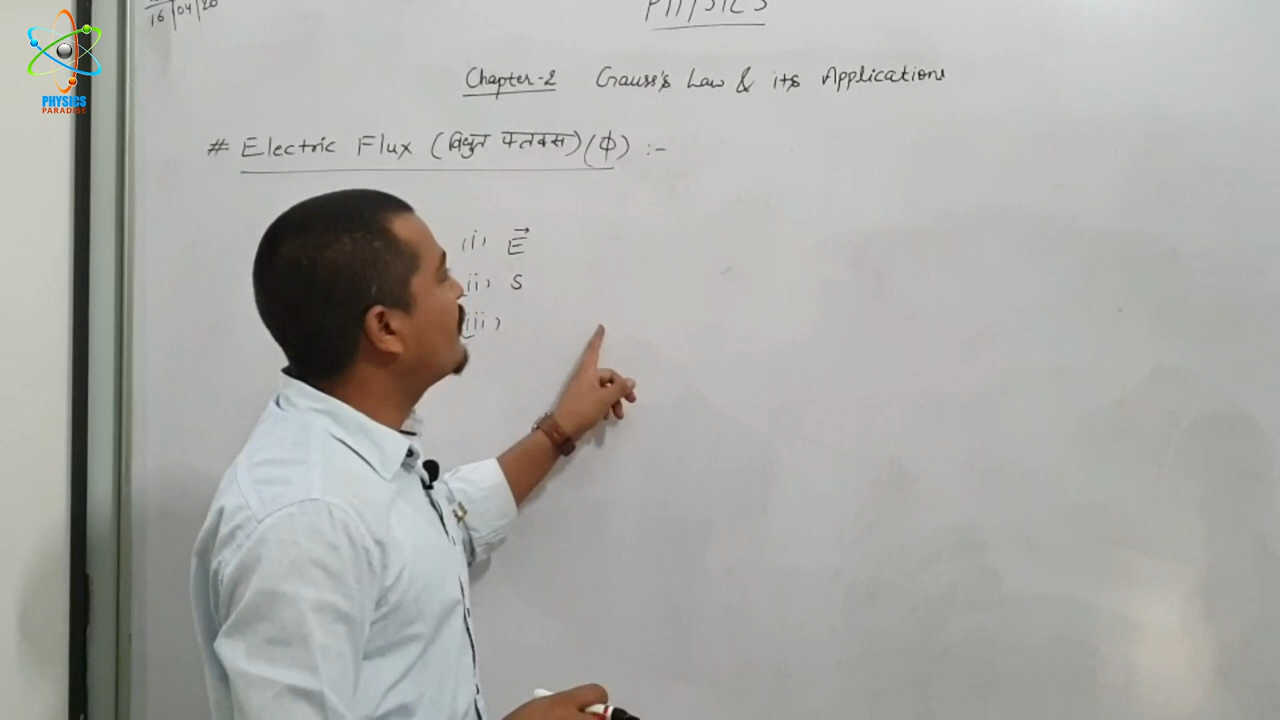 16/04/20
PHYSICS
PHYSICS
PARADISE
Chapter-2 Gauss's Law & its Applications
# Electric Flux (विधुत फ्लक्स) (Φ) :-
(i) E⃗
(ii) S
(iii)